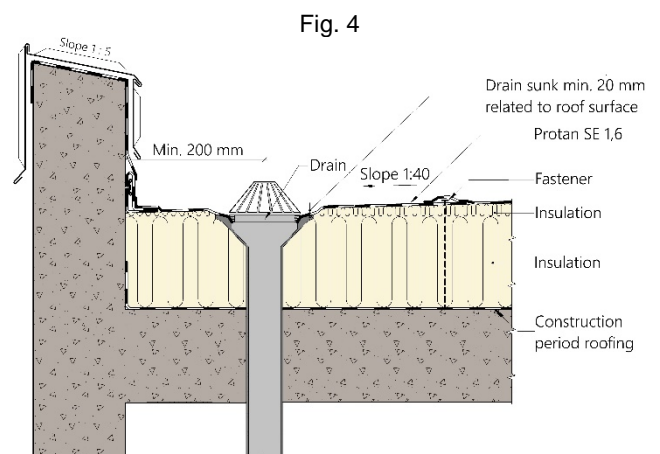 Fig. 4
Slope 1:5
Drain sunk min. 20 mm
related to roof surface
Min. 200 mm
Protan SE 1,6
Drain
Slope 1:40
Fastener
Insulation
Insulation
Construction
period roofing